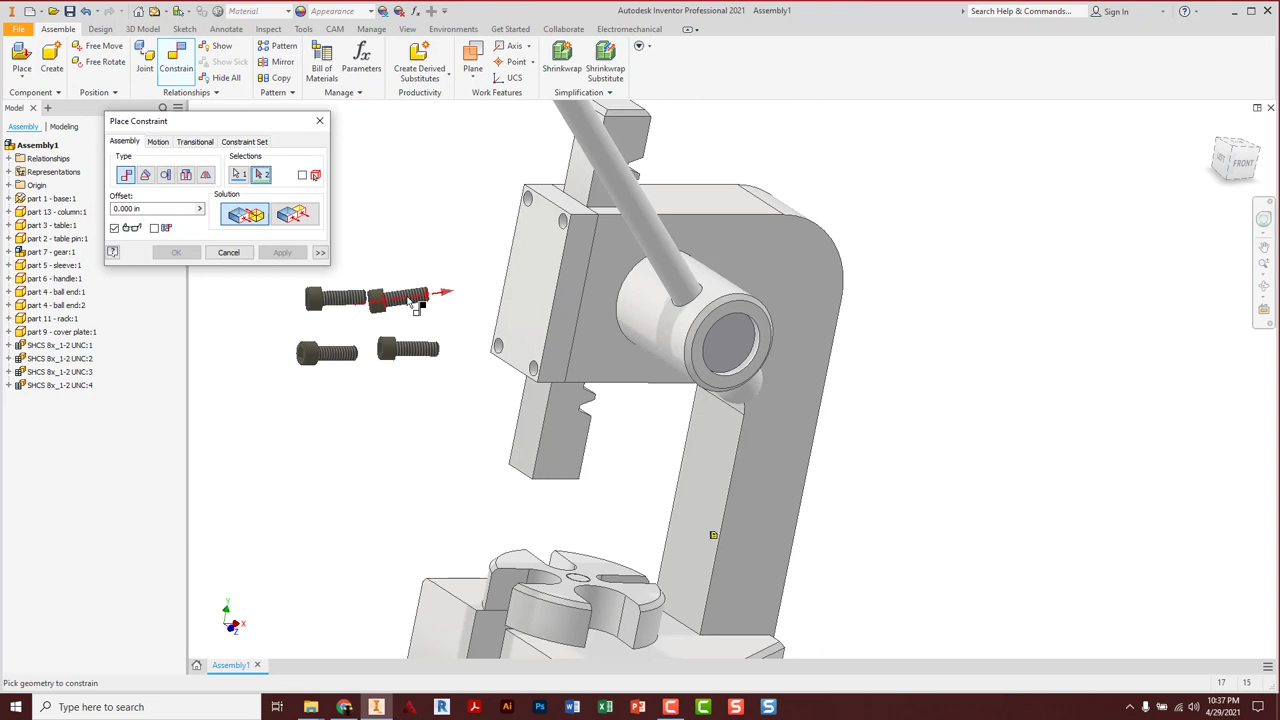 Material
Appearance
Autodesk Inventor Professional 2021 Assembly1
Search Help & Commands...
Sign In
File
Assemble
Design
3D Model
Sketch
Annotate
Inspect
Tools
CAM
Manage
View
Environments
Get Started
Collaborate
Electromechanical
Place
Create
Free Move
Free Rotate
Joint
Constrain
Show
Show Sick
Hide All
Pattern
Mirror
Copy
Bill of
Materials
Parameters
Create Derived
Substitutes
Plane
Axis
Point
UCS
Shrinkwrap
Shrinkwrap
Substitute
Component
Position
Relationships
Pattern
Manage
Productivity
Work Features
Simplification
Model
Assembly
Modeling
Assembly1
Relationships
Representations
Origin
part 1 - base:1
part 13 - column:1
part 3 - table:1
part 2 - table pin:1
part 7 - gear:1
part 5 - sleeve:1
part 6 - handle:1
part 4 - ball end:1
part 4 - ball end:2
part 11 - rack:1
part 9 - cover plate:1
SHCS 8x_1-2 UNC:1
SHCS 8x_1-2 UNC:2
SHCS 8x_1-2 UNC:3
SHCS 8x_1-2 UNC:4
Place Constraint
Assembly
Motion
Transitional
Constraint Set
Type
Selections
1
2
Offset:
Solution
0.000 in
OK
Cancel
Apply
>>
LEFT
FRONT
Y
X
Z
Assembly1
Pick geometry to constrain
17
15
Type here to search
10:37 PM
4/29/2021